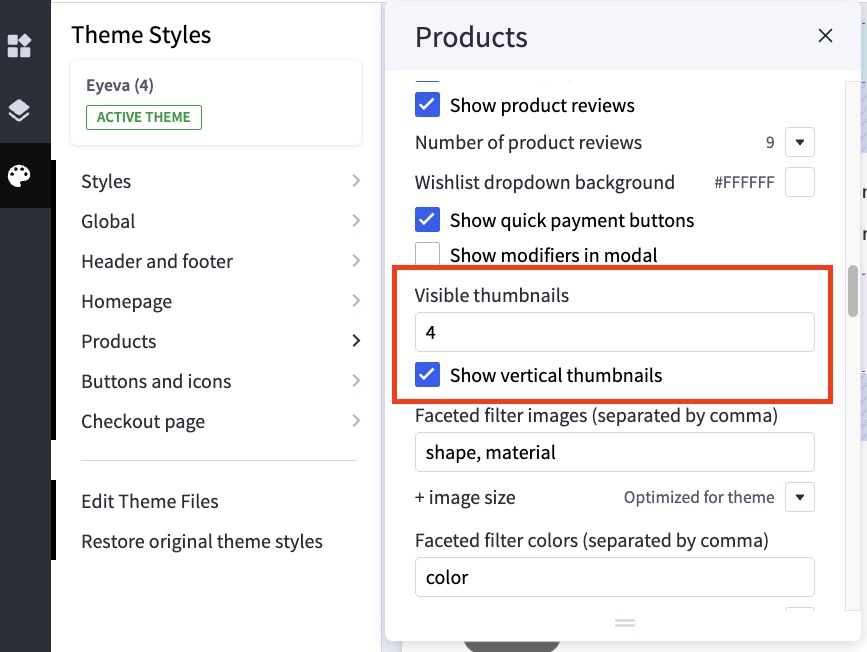 Theme Styles
Eyeva (4)
ACTIVE THEME
Styles
Global
Header and footer
Homepage
Products
Buttons and icons
Checkout page
Edit Theme Files
Restore original theme styles
Products
Show product reviews
Number of product reviews 9
Wishlist dropdown background #FFFFFF
Show quick payment buttons
Show modifiers in modal
Visible thumbnails
4
Show vertical thumbnails
Faceted filter images (separated by comma)
shape, material
+ image size Optimized for theme
Faceted filter colors (separated by comma)
color